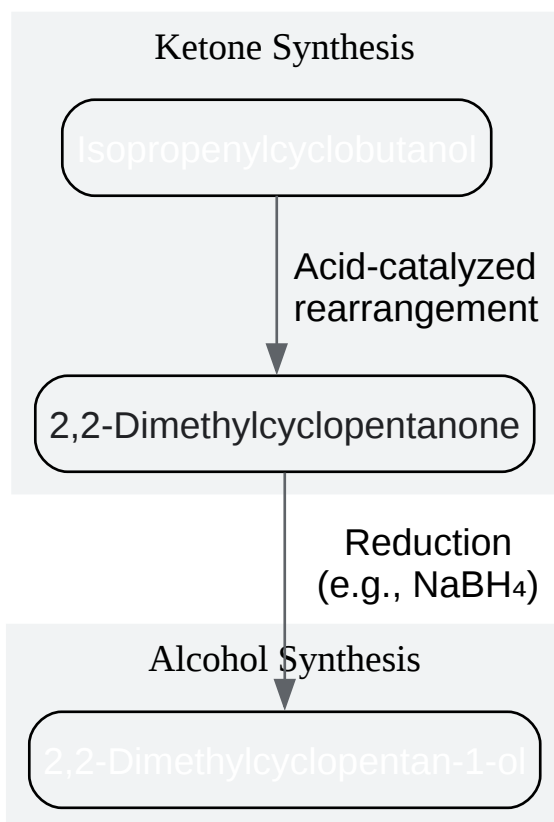 Ketone Synthesis
Isopropenylcyclobutanol
Acid-catalyzed
rearrangement
2,2-Dimethylcyclopentanone
Reduction
(e.g., NaBH₄)
Alcohol Synthesis
2,2-Dimethylcyclopentan-1-ol